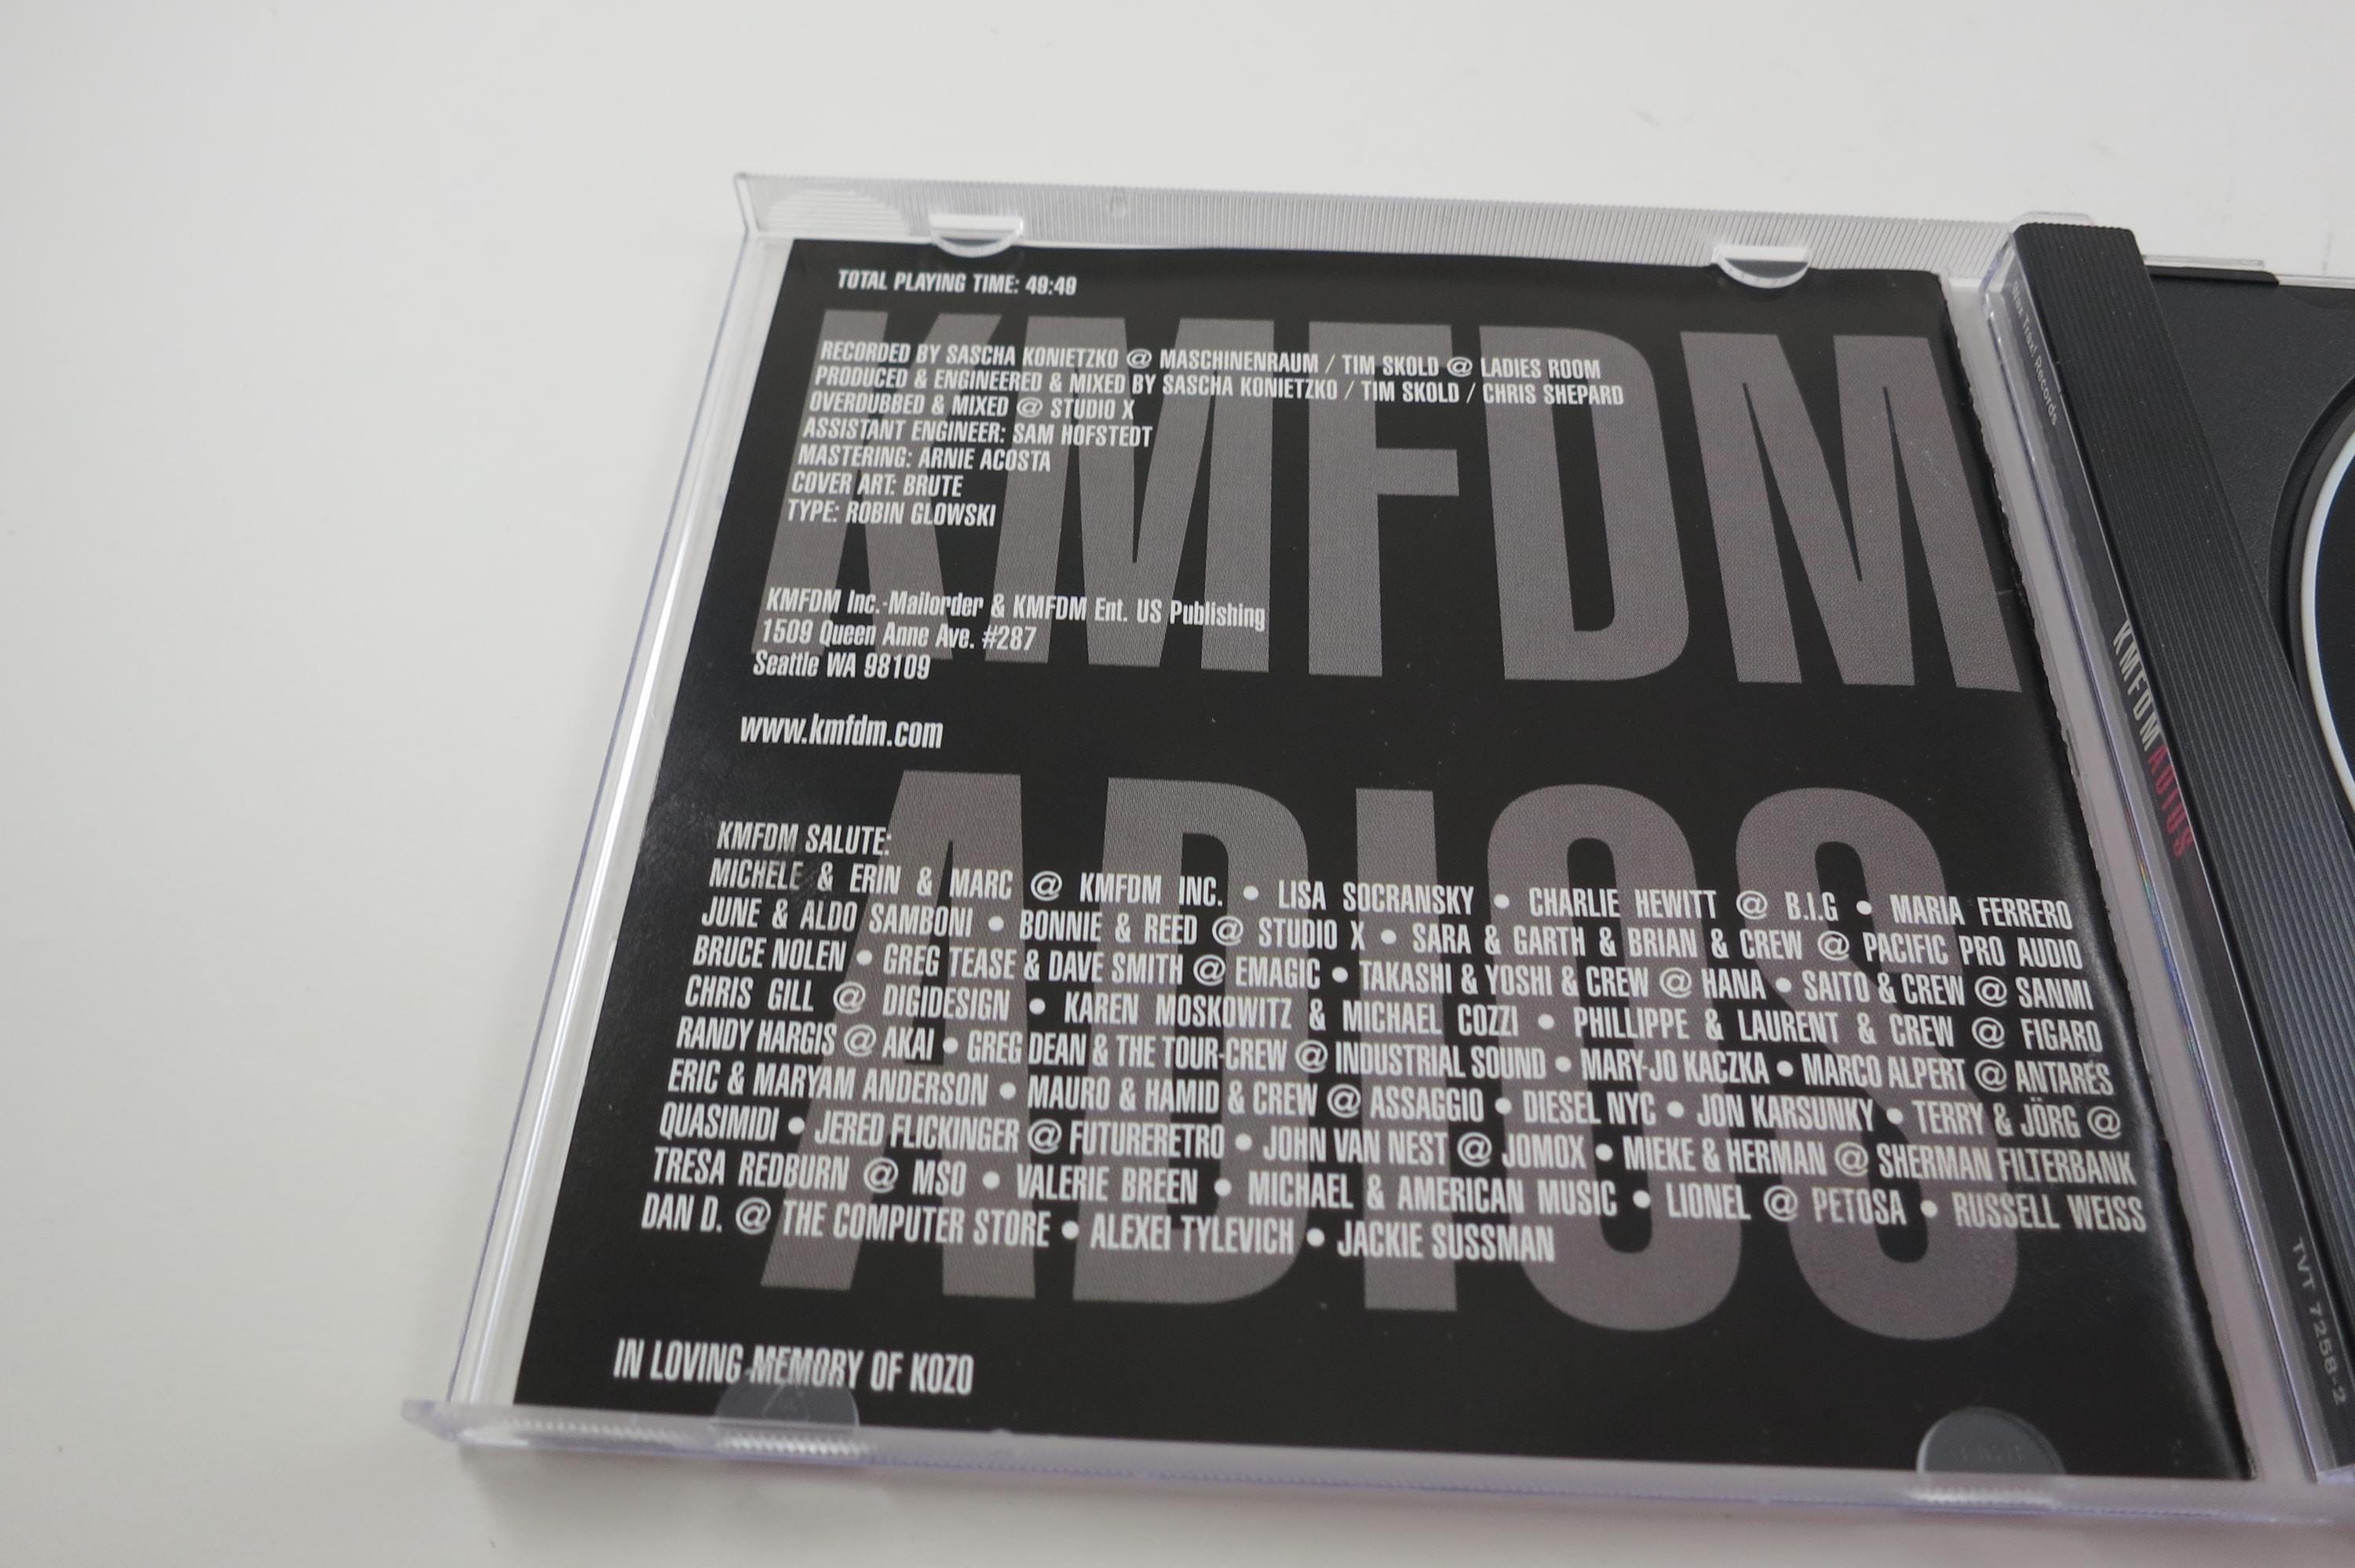 TOTAL PLAYING TIME: 49:49
KMFDM
RECORDED BY SASCHA KONIETZKO @ MASCHINENRAUM / TIM SKOLD @ LADIES ROOM
PRODUCED & ENGINEERED & MIXED BY SASCHA KONIETZKO / TIM SKOLD / CHRIS SHEPARD
OVERDUBBED & MIXED @ STUDIO X
ASSISTANT ENGINEER: SAM HOFSTEDT
MASTERING: ARNIE ACOSTA
COVER ART: BRUTE
TYPE: ROBIN GLOWSKI
KMFDM Inc.-Mailorder & KMFDM Ent. US Publishing
1509 Queen Anne Ave. #287
Seattle WA 98109
www.kmfdm.com
ADIOS
KMFDM SALUTE:
MICHELE & ERIN & MARC @ KMFDM INC. • LISA SOCRANSKY • CHARLIE HEWITT @ B.I.G • MARIA FERRERO
JUNE & ALDO SAMBONI • BONNIE & REED @ STUDIO X • SARA & GARTH & BRIAN & CREW @ PACIFIC PRO AUDIO
BRUCE NOLEN • GREG TEASE & DAVE SMITH @ EMAGIC • TAKASHI & YOSHI & CREW @ HANA • SAITO & CREW @ SANMI
CHRIS GILL @ DIGIDESIGN • KAREN MOSKOWITZ & MICHAEL COZZI • PHILLIPPE & LAURENT & CREW @ FIGARO
RANDY HARGIS @ AKAI • GREG DEAN & THE TOUR-CREW @ INDUSTRIAL SOUND • MARY-JO KACZKA • MARCO ALPERT @ ANTARES
ERIC & MARYAM ANDERSON • MAURO & HAMID & CREW @ ASSAGGIO • DIESEL NYC • JON KARSUNKY • TERRY & JÖRG @
QUASIMIDI • JERED FLICKINGER @ FUTURERETRO • JOHN VAN NEST @ JOMOX • MIEKE & HERMAN @ SHERMAN FILTERBANK
TRESA REDBURN @ MSO • VALERIE BREEN • MICHAEL & AMERICAN MUSIC • LIONEL @ PETOSA • RUSSELL WEISS
DAN D. @ THE COMPUTER STORE • ALEXEI TYLEVICH • JACKIE SUSSMAN
IN LOVING MEMORY OF KOZO
Wax Trax! Records
KMFDM ADIOS
TVT 7258-2